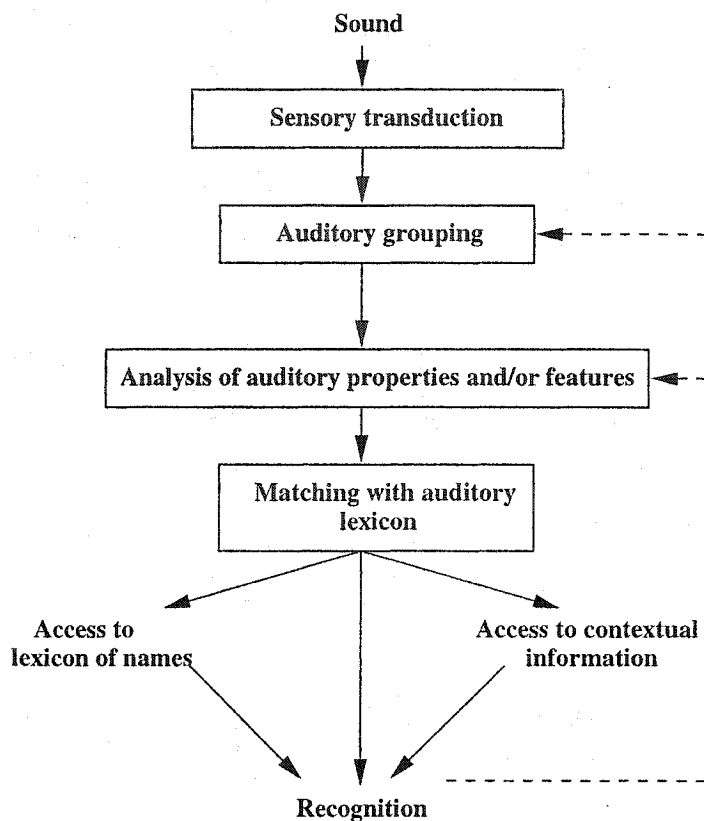 Sound
Sensory transduction
Auditory grouping
Analysis of auditory properties and/or features
Matching with auditory
lexicon
Access to
lexicon of names
Access to contextual
information
Recognition